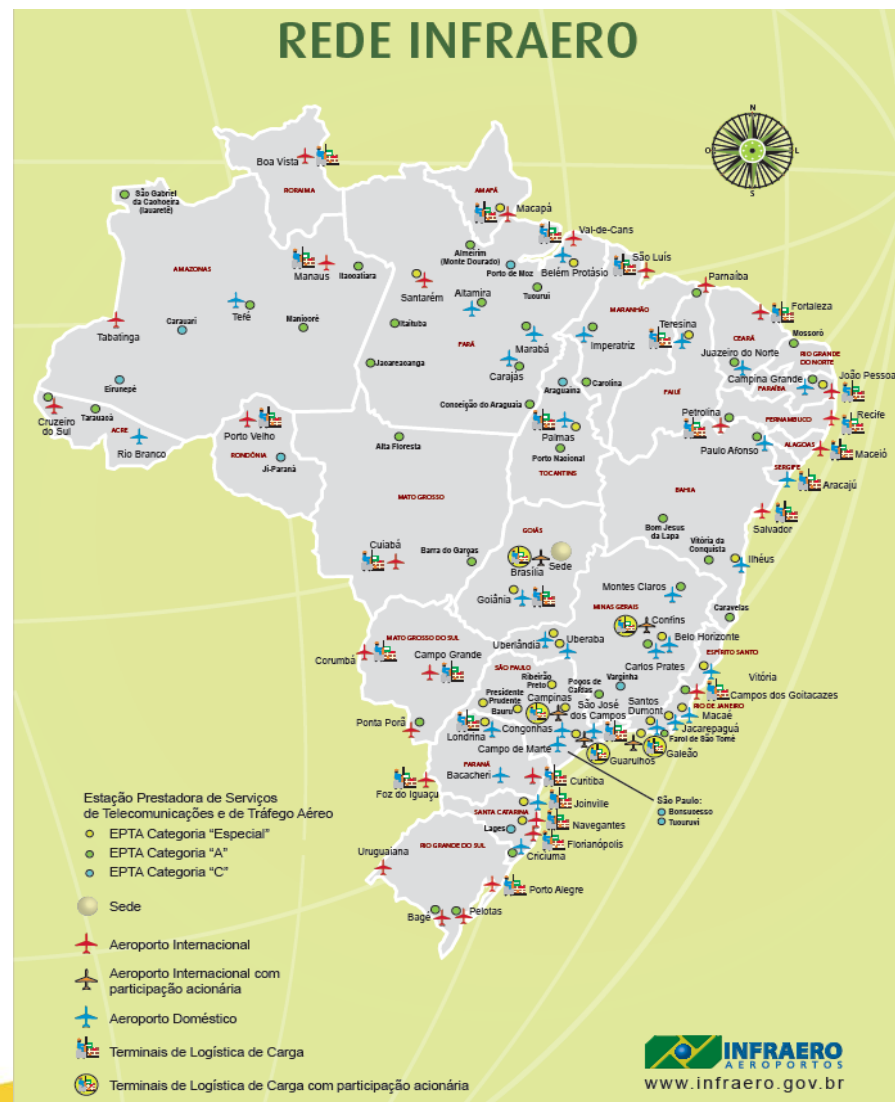 REDE INFRAERO
N
O
L
S
Boa Vista
RORAIMA
AMAPÁ
Macapá
São Gabriel
da Caohoeira
(Iauaretê)
Val-de-Cans
Almeirim
(Monte Dourado)
Porto de Moz
Belém Protásio
São Luís
Parnaíba
AMAZONAS
Manaus
Itaooatiara
Santarém
Altamira
Tuouruí
Fortaleza
MARANHÃO
Teresina
CEARÁ
Mossoró
Tefé
Maniooré
Itaituba
PARÁ
Marabá
Imperatriz
Juazeiro do Norte
RIO GRANDE
DO NORTE
Tabatinga
Carauari
Jaoareaoanga
Carajás
Campina Grande
João Pessoa
PARAÍBA
Eirunepé
Araguaína
Carolina
PAIUÍ
Conceição do Araguaia
Petrolina
PERNAMBUCO
Recife
Cruzeiro
do Sul
Tarauaoá
ACRE
Rio Branco
Porto Velho
RONDÔNIA
Ji-Paraná
Alta Floresta
Palmas
Porto Nacional
TOCANTINS
Paulo Afonso
ALAGOAS
Maceió
SERGIPE
Aracajú
MATO GROSSO
BAHIA
Salvador
Bom Jesus
da Lapa
GOIÁS
Vitória da
Conquista
Ilhéus
Cuiabá
Barra do Garças
Brasília
Sede
Goiânia
Montes Claros
MINAS GERAIS
Confins
Caravelas
Uberlândia
Uberaba
Belo Horizonte
Carlos Prates
ESPÍRITO SANTO
MATO GROSSO DO SUL
Corumbá
Campo Grande
SÃO PAULO
Ribeirão
Preto
Poços de
Caldas
Varginha
Vitória
Campos dos Goitacazes
Presidente
Prudente
Bauru
Campinas
São José
dos Campos
Santos
Dumont
RIO DE JANEIRO
Macaé
Jacarepaguá
Farol de São Tomé
Ponta Porã
Londrina
Congonhas
Campo de Marte
Guarulhos
Galeão
PARANÁ
Bacacheri
Curitiba
Foz do Iguaçu
São Paulo:
Bonsuoesso
Tuouruvi
Joinville
SANTA CATARINA
Navegantes
Lages
Florianópolis
Uruguaiana
RIO GRANDE DO SUL
Criciuma
Porto Alegre
Bagé
Pelotas
Estação Prestadora de Serviços
de Telecomunicações e de Tráfego Aéreo
EPTA Categoria “Especial”
EPTA Categoria “A”
EPTA Categoria “C”
Sede
Aeroporto Internacional
Aeroporto Internacional com
participação acionária
Aeroporto Doméstico
Terminais de Logística de Carga
Terminais de Logística de Carga com participação acionária
INFRAERO
AEROPORTOS
www.infraero.gov.br